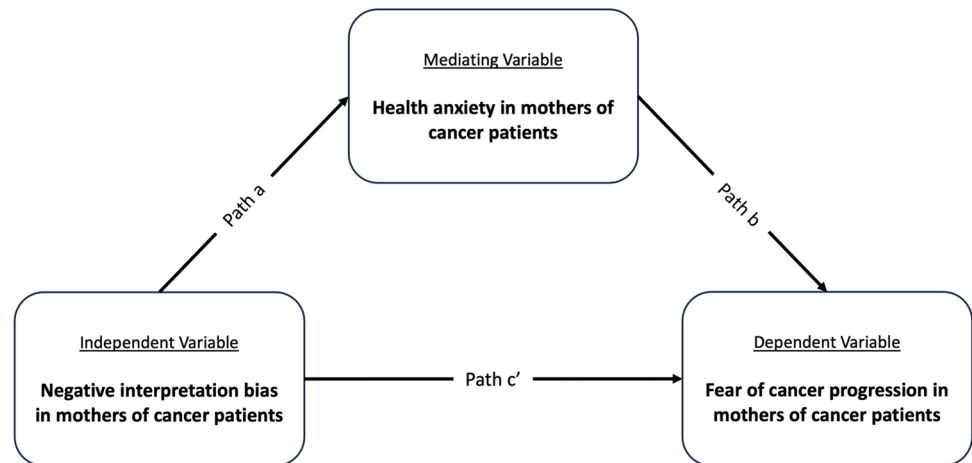 Mediating Variable
Health anxiety in mothers of
cancer patients
Path a
Path b
Independent Variable
Negative interpretation bias
in mothers of cancer patients
Path c’
Dependent Variable
Fear of cancer progression in
mothers of cancer patients